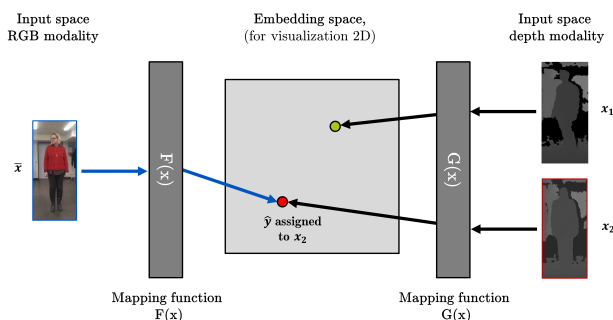 Input space
RGB modality
Embedding space,
(for visualization 2D)
Input space
depth modality
x̅
F(x)
G(x)
x₁
x₂
ŷ assigned
to x₂
Mapping function
F(x)
Mapping function
G(x)